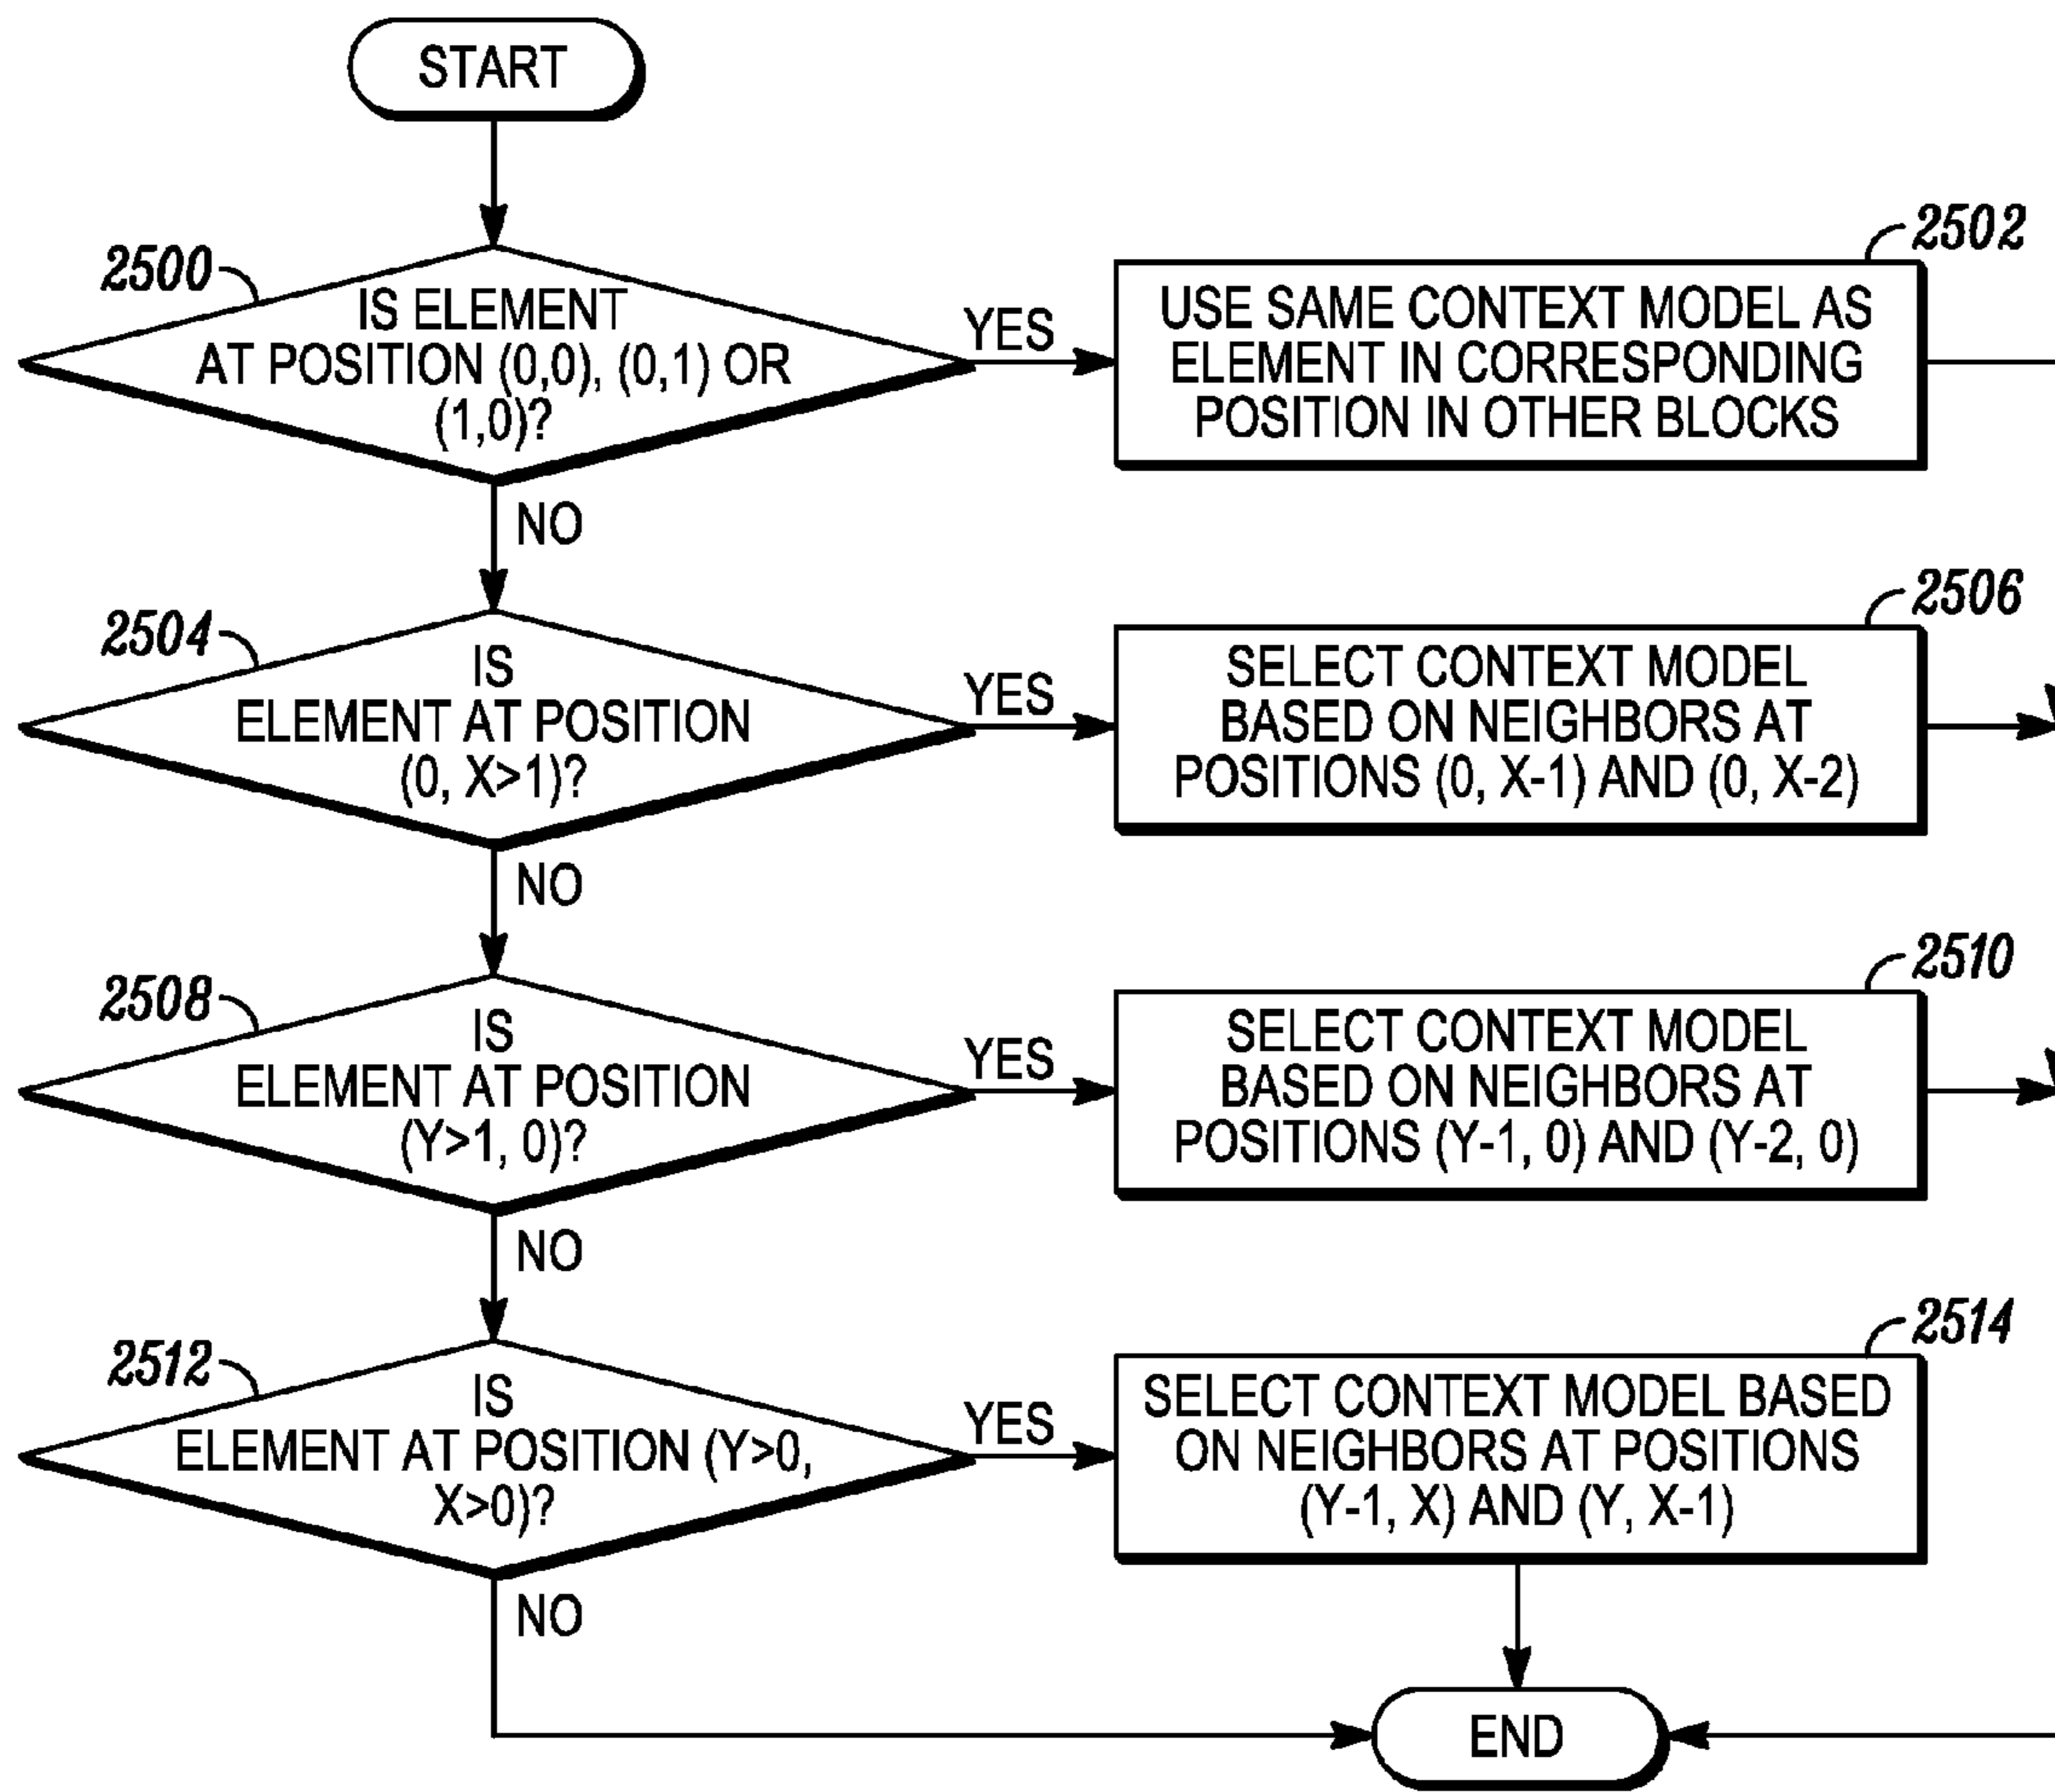 START
2500
IS ELEMENT
AT POSITION (0,0), (0,1) OR
(1,0)?
YES
2502
USE SAME CONTEXT MODEL AS
ELEMENT IN CORRESPONDING
POSITION IN OTHER BLOCKS
NO
2504
IS
ELEMENT AT POSITION
(0, X>1)?
YES
2506
SELECT CONTEXT MODEL
BASED ON NEIGHBORS AT
POSITIONS (0, X-1) AND (0, X-2)
NO
2508
IS
ELEMENT AT POSITION
(Y>1, 0)?
YES
2510
SELECT CONTEXT MODEL
BASED ON NEIGHBORS AT
POSITIONS (Y-1, 0) AND (Y-2, 0)
NO
2512
IS
ELEMENT AT POSITION (Y>0,
X>0)?
YES
2514
SELECT CONTEXT MODEL BASED
ON NEIGHBORS AT POSITIONS
(Y-1, X) AND (Y, X-1)
NO
END